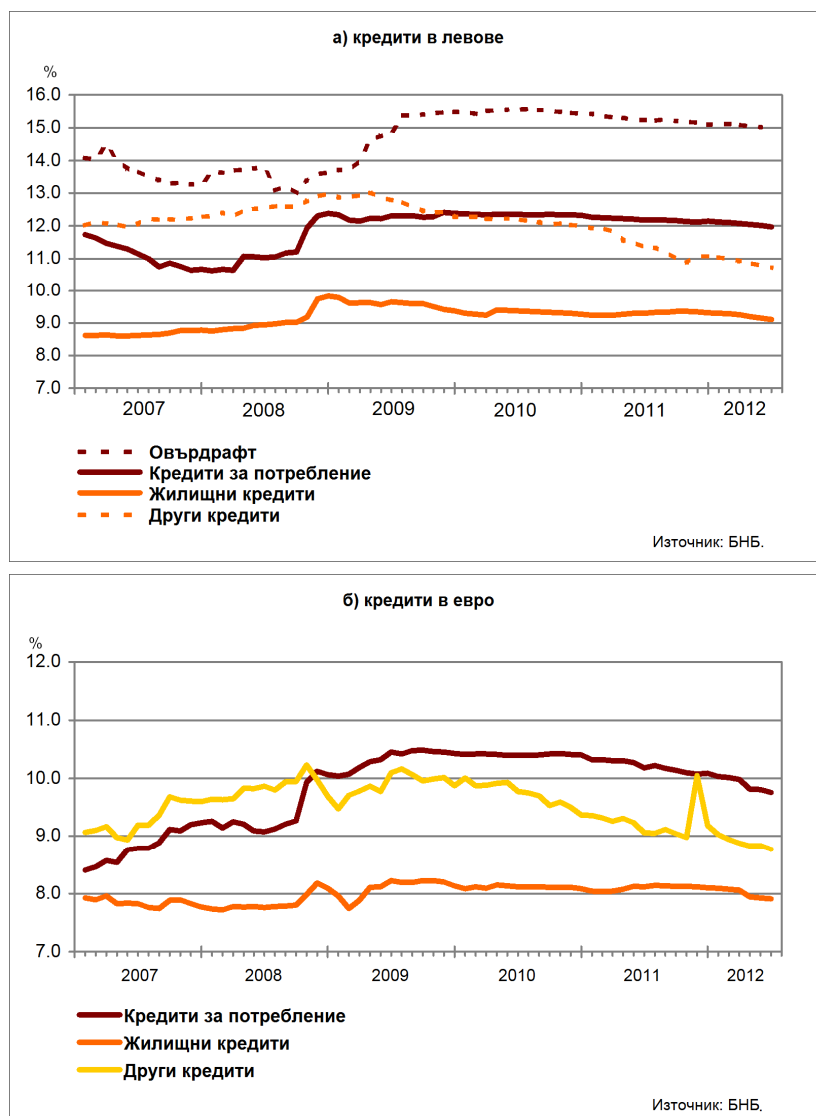 а) кредити в левове
%
16.0
15.0
14.0
13.0
12.0
11.0
10.0
9.0
8.0
7.0
2007 2008 2009 2010 2011 2012
Овърдрафт
Кредити за потребление
Жилищни кредити
Други кредити
Източник: БНБ.
б) кредити в евро
%
12.0
11.0
10.0
9.0
8.0
7.0
2007 2008 2009 2010 2011 2012
Кредити за потребление
Жилищни кредити
Други кредити
Източник: БНБ.